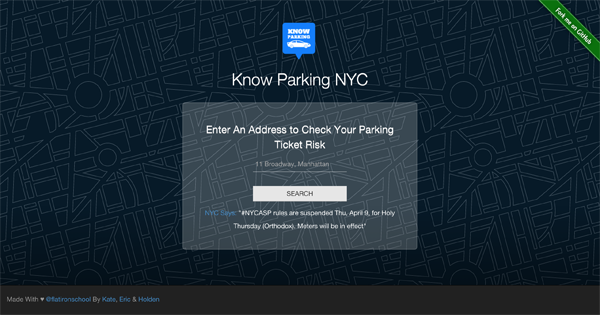 Fork me on GitHub
KNOW
PARKING
Know Parking NYC
Enter An Address to Check Your Parking
Ticket Risk
11 Broadway, Manhattan
SEARCH
NYC Says: "#NYCASP rules are suspended Thu, April 9, for Holy
Thursday (Orthodox). Meters will be in effect"
Made With ♥ @flatironschool By Kate, Eric & Holden